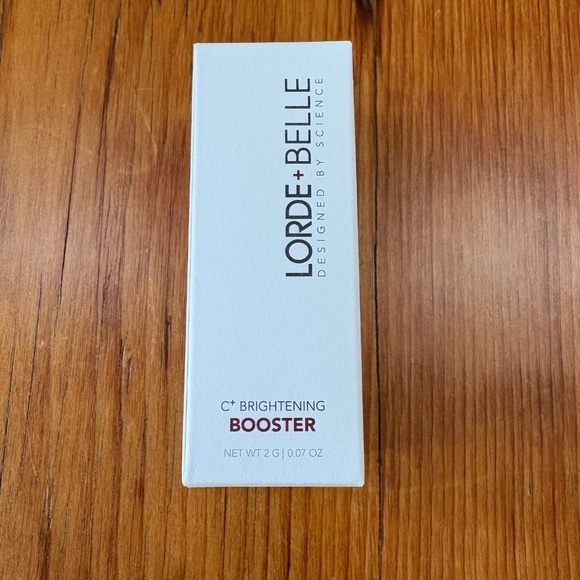 LORDE+BELLE
DESIGNED BY SCIENCE
C+ BRIGHTENING
BOOSTER
NET WT 2 G | 0.07 OZ